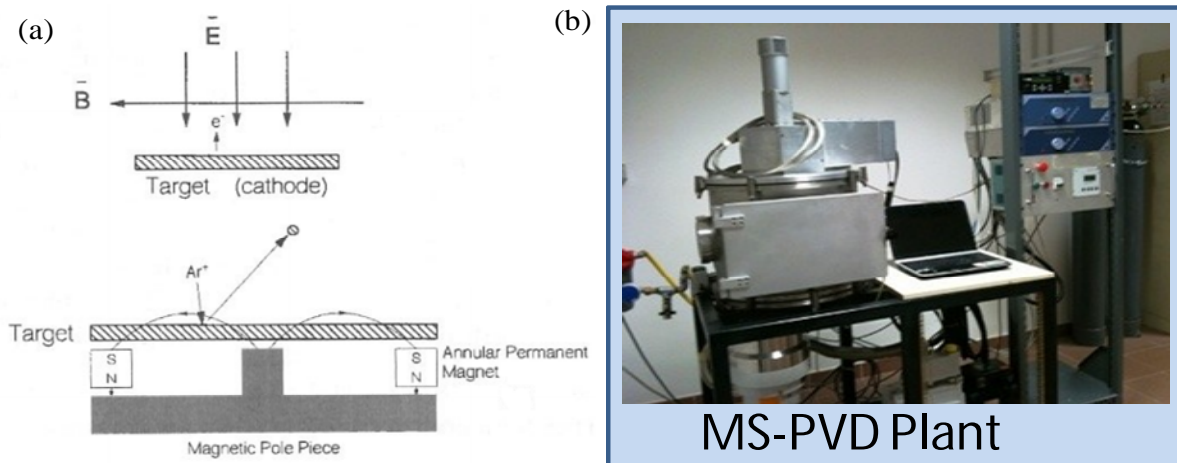 (a)
Ē
B̄
e⁻
Target (cathode)
Ar⁺
Target
S
N
S
N
Annular Permanent
Magnet
Magnetic Pole Piece
(b)
MS-PVD Plant